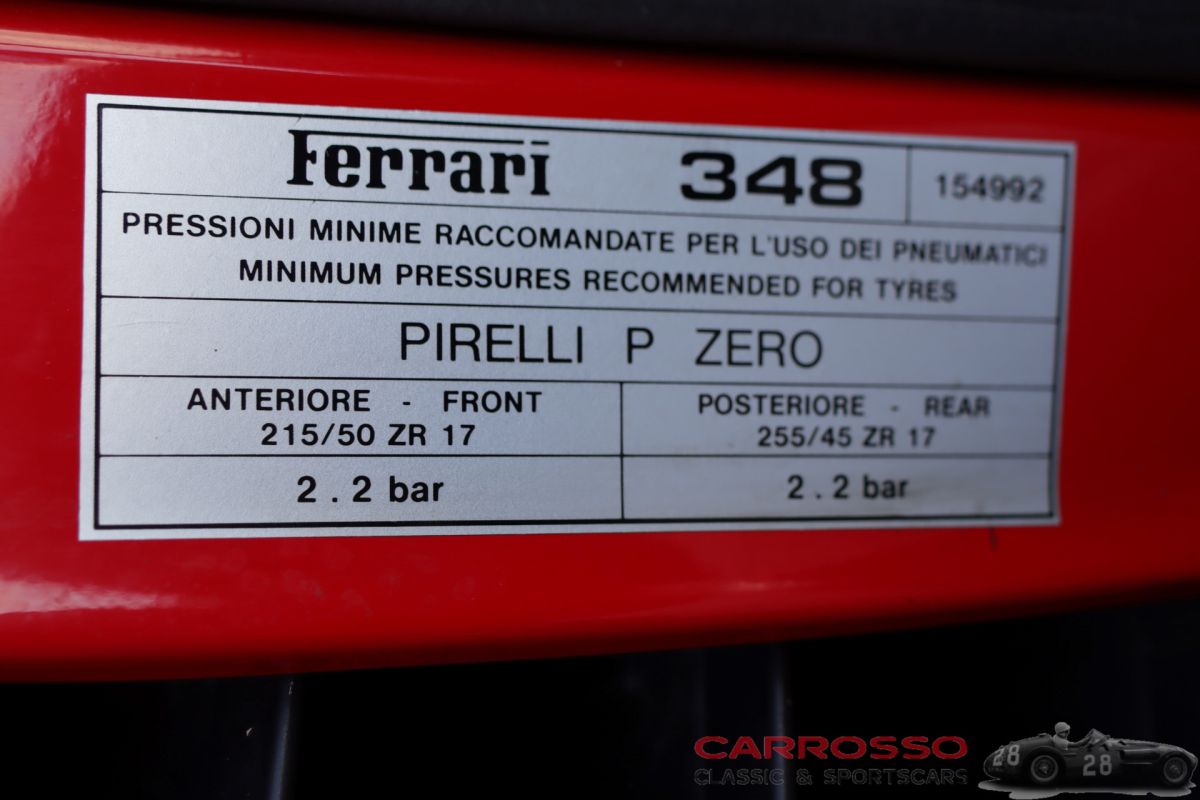 Ferrari 348 154992
PRESSIONI MINIME RACCOMANDATE PER L'USO DEI PNEUMATICI
MINIMUM PRESSURES RECOMMENDED FOR TYRES
PIRELLI P ZERO
ANTERIORE - FRONT
215/50 ZR 17
POSTERIORE - REAR
255/45 ZR 17
2 . 2 bar
2 . 2 bar
CARROSSO
CLASSIC & SPORTSCARS
28
28